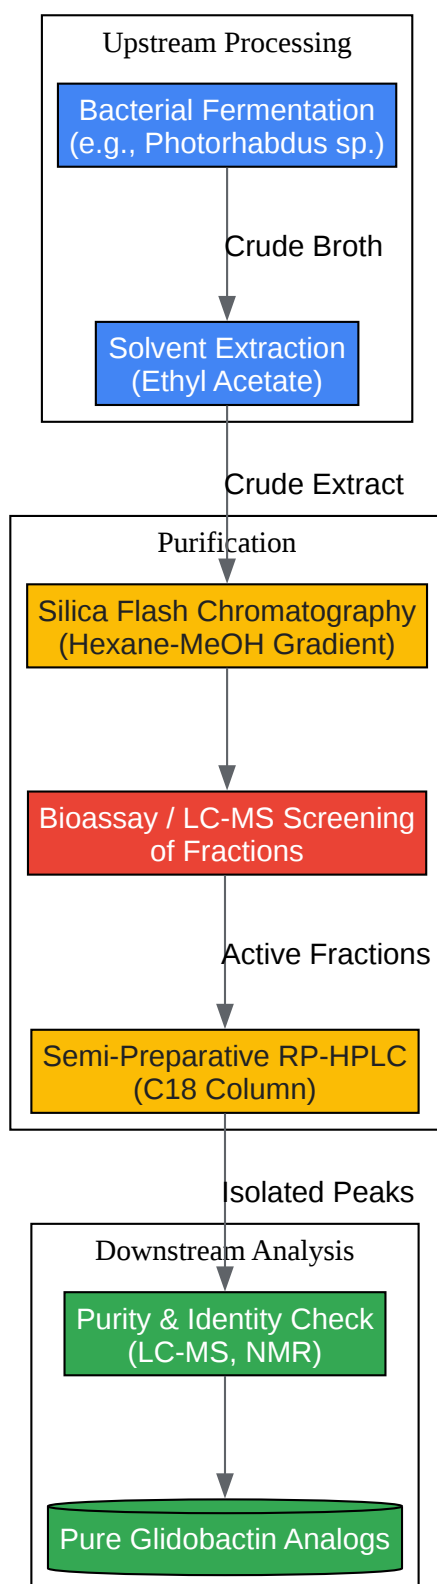 Upstream Processing
Bacterial Fermentation
(e.g., Photorhabdus sp.)
Crude Broth
Solvent Extraction
(Ethyl Acetate)
Crude Extract
Purification
Silica Flash Chromatography
(Hexane-MeOH Gradient)
Bioassay / LC-MS Screening
of Fractions
Active Fractions
Semi-Preparative RP-HPLC
(C18 Column)
Isolated Peaks
Downstream Analysis
Purity & Identity Check
(LC-MS, NMR)
Pure Glidobactin Analogs